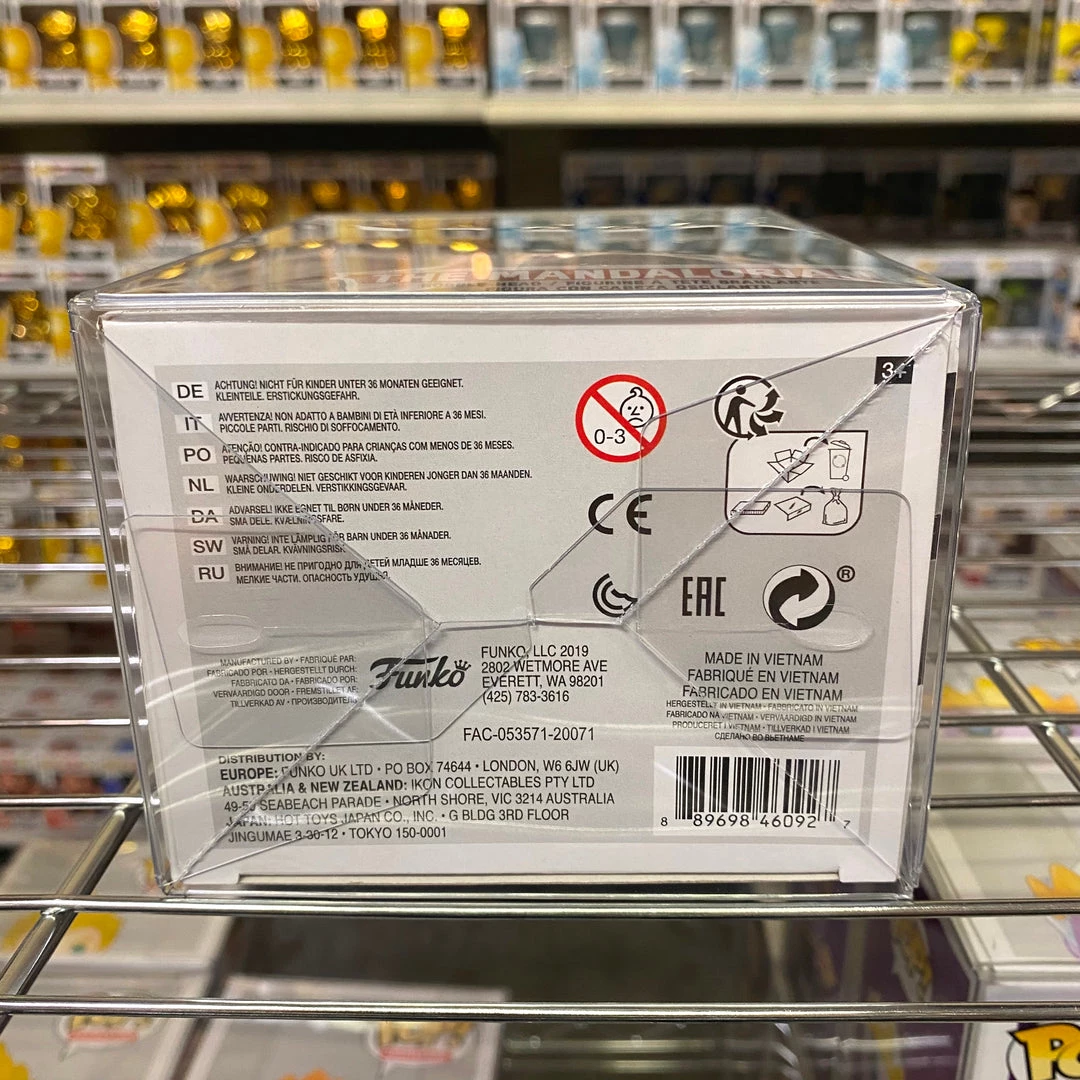 THE MANDALORIAN
3+
DE ACHTUNG! NICHT FÜR KINDER UNTER 36 MONATEN GEEIGNET.
KLEINTEILE. ERSTICKUNGSGEFAHR.
IT AVVERTENZA! NON ADATTO A BAMBINI DI ETÀ INFERIORE A 36 MESI.
PICCOLE PARTI. RISCHIO DI SOFFOCAMENTO.
PO ATENÇÃO! CONTRA-INDICADO PARA CRIANÇAS COM MENOS DE 36 MESES.
PEQUENAS PARTES. RISCO DE ASFIXIA.
NL WAARSCHUWING! NIET GESCHIKT VOOR KINDEREN JONGER DAN 36 MAANDEN.
KLEINE ONDERDELEN. VERSTIKKINGSGEVAAR.
DA ADVARSEL! IKKE EGNET TIL BØRN UNDER 36 MÅNEDER.
SMÅ DELE. KVÆLNINGSFARE.
SW VARNING! INTE LÄMPLIG FÖR BARN UNDER 36 MÅNADER.
SMÅ DELAR. KVÄVNINGSRISK.
RU ВНИМАНИЕ! НЕ ПРИГОДНО ДЛЯ ДЕТЕЙ МЛАДШЕ 36 МЕСЯЦЕВ.
МЕЛКИЕ ЧАСТИ. ОПАСНОСТЬ УДУШЬЯ.
0-3
CE
EAC
®
MANUFACTURED BY • FABRIQUÉ PAR:
FABRICADO POR • HERGESTELLT DURCH:
FABBRICATO DA • FABRICADO POR:
VERVAARDIGD DOOR • FREMSTILLET AF:
TILLVERKAD AV • ПРОИЗВОДИТЕЛЬ:
Funko
FUNKO, LLC 2019
2802 WETMORE AVE
EVERETT, WA 98201
(425) 783-3616
FAC-053571-20071
MADE IN VIETNAM
FABRIQUÉ EN VIETNAM
FABRICADO EN VIETNAM
HERGESTELLT IN VIETNAM • FABBRICATO IN VIETNAM
FABRICADO NA VIETNAM • VERVAARDIGD IN VIETNAM
PRODUCERET I VIETNAM • TILLVERKAD I VIETNAM
СДЕЛАНО ВО ВЬЕТНАМЕ
DISTRIBUTION BY:
EUROPE: FUNKO UK LTD • PO BOX 74644 • LONDON, W6 6JW (UK)
AUSTRALIA & NEW ZEALAND: IKON COLLECTABLES PTY LTD
SEABEACH PARADE • NORTH SHORE, VIC 3214 AUSTRALIA
JAPAN: HOT TOYS JAPAN CO., INC. • G BLDG 3RD FLOOR
JINGUMAE 3-30-12 • TOKYO 150-0001
8 89698 46092 7